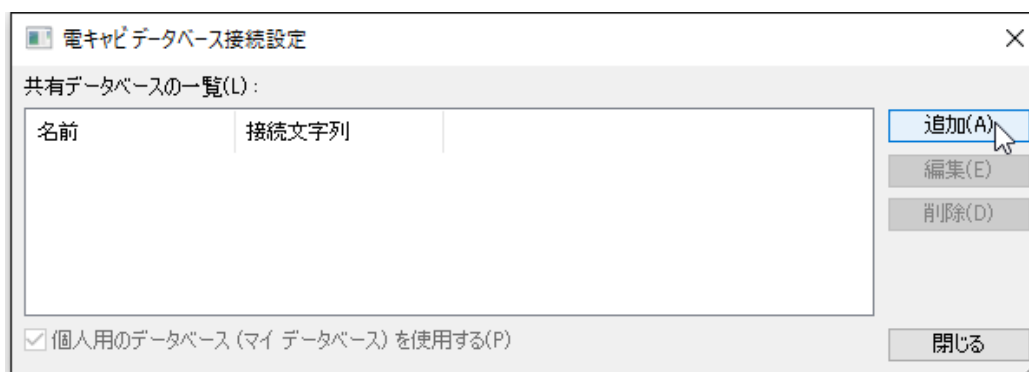 電キャビデータベース接続設定
共有データベースの一覧(L) :
名前 接続文字列
追加(A)
編集(E)
削除(D)
個人用のデータベース (マイ データベース) を使用する(P)
閉じる